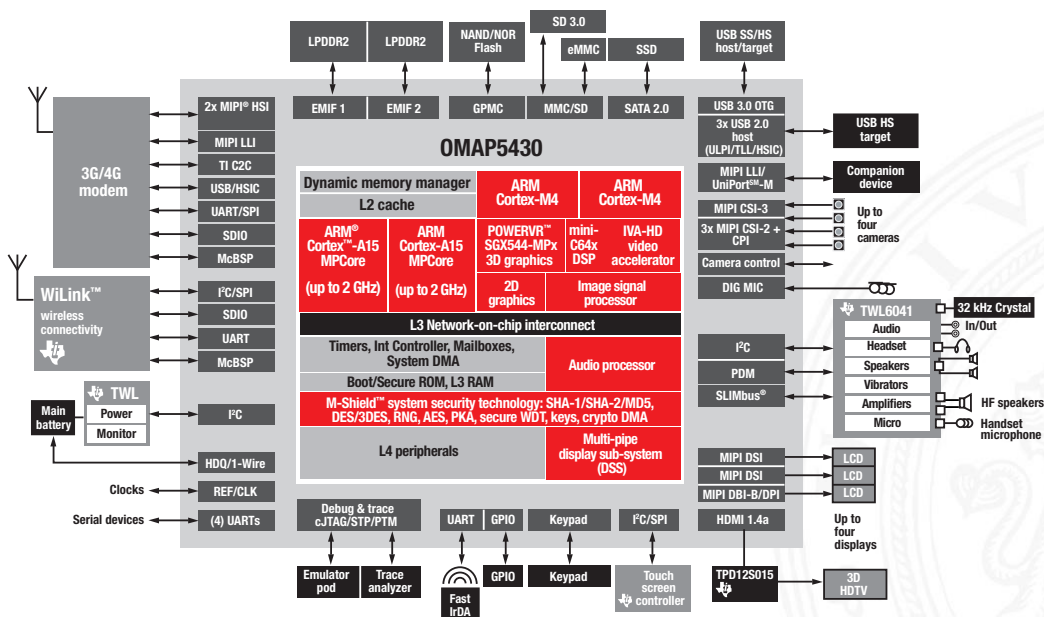 SD 3.0
LPDDR2
LPDDR2
NAND/NOR
Flash
eMMC
SSD
USB SS/HS
host/target
EMIF 1
EMIF 2
GPMC
MMC/SD
SATA 2.0
USB 3.0 OTG
3G/4G
modem
2x MIPI® HSI
MIPI LLI
TI C2C
USB/HSIC
UART/SPI
SDIO
McBSP
WiLink™
wireless
connectivity
I²C/SPI
SDIO
UART
McBSP
TWL
Power
Monitor
Main
battery
I²C
HDQ/1-Wire
Clocks
REF/CLK
Serial devices
(4) UARTs
OMAP5430
Dynamic memory manager
L2 cache
ARM
Cortex-M4
ARM
Cortex-M4
ARM®
Cortex™-A15
MPCore
(up to 2 GHz)
ARM
Cortex-A15
MPCore
(up to 2 GHz)
POWERVR™
SGX544-MPx
3D graphics
mini-
C64x
DSP
IVA-HD
video
accelerator
2D
graphics
Image signal
processor
L3 Network-on-chip interconnect
Timers, Int Controller, Mailboxes,
System DMA
Boot/Secure ROM, L3 RAM
Audio processor
M-Shield™ system security technology: SHA-1/SHA-2/MD5,
DES/3DES, RNG, AES, PKA, secure WDT, keys, crypto DMA
L4 peripherals
Multi-pipe
display sub-system
(DSS)
3x USB 2.0
host
(ULPI/TLL/HSIC)
USB HS
target
MIPI LLI/
UniPort℠-M
Companion
device
MIPI CSI-3
3x MIPI CSI-2 +
CPI
Up to
four
cameras
Camera control
DIG MIC
I²C
PDM
SLIMbus®
TWL6041
32 kHz Crystal
Audio
In/Out
Headset
Speakers
Vibrators
Amplifiers
HF speakers
Micro
Handset
microphone
MIPI DSI
LCD
MIPI DSI
LCD
MIPI DBI-B/DPI
LCD
HDMI 1.4a
Up to
four
displays
TPD12S015
3D
HDTV
Debug & trace
cJTAG/STP/PTM
UART
GPIO
Keypad
I²C/SPI
Emulator
pod
Trace
analyzer
Fast
IrDA
GPIO
Keypad
Touch
screen
controller